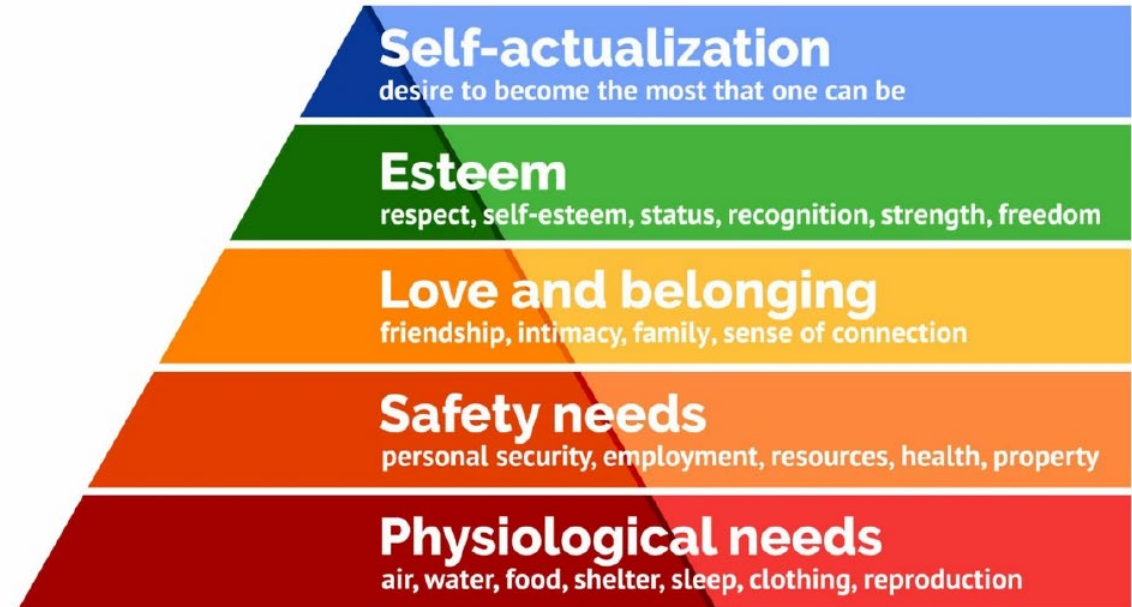 Self-actualization
desire to become the most that one can be
Esteem
respect, self-esteem, status, recognition, strength, freedom
Love and belonging
friendship, intimacy, family, sense of connection
Safety needs
personal security, employment, resources, health, property
Physiological needs
air, water, food, shelter, sleep, clothing, reproduction